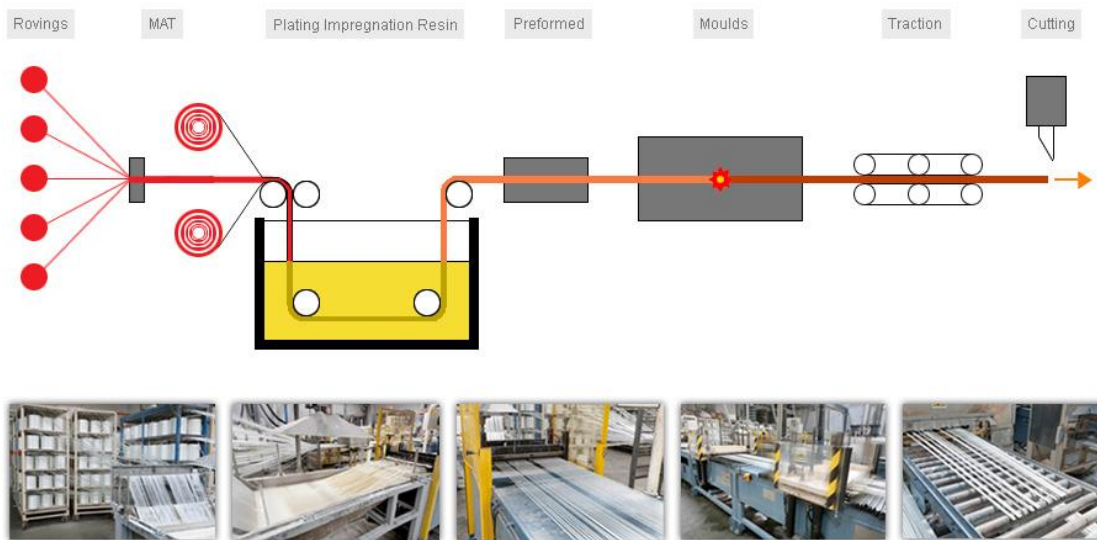 Rovings
MAT
Plating Impregnation Resin
Preformed
Moulds
Traction
Cutting